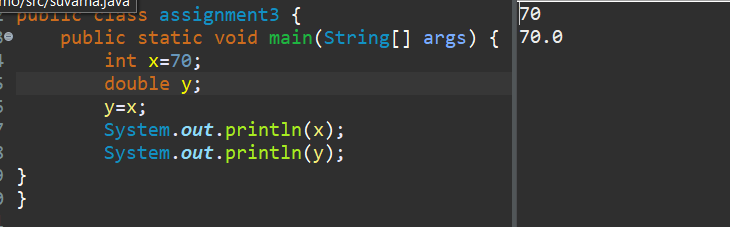 mo/src/suvama.java
public class assignment3 {
public static void main(String[] args) {
int x=70;
double y;
y=x;
System.out.println(x);
System.out.println(y);
}
}
70
70.0